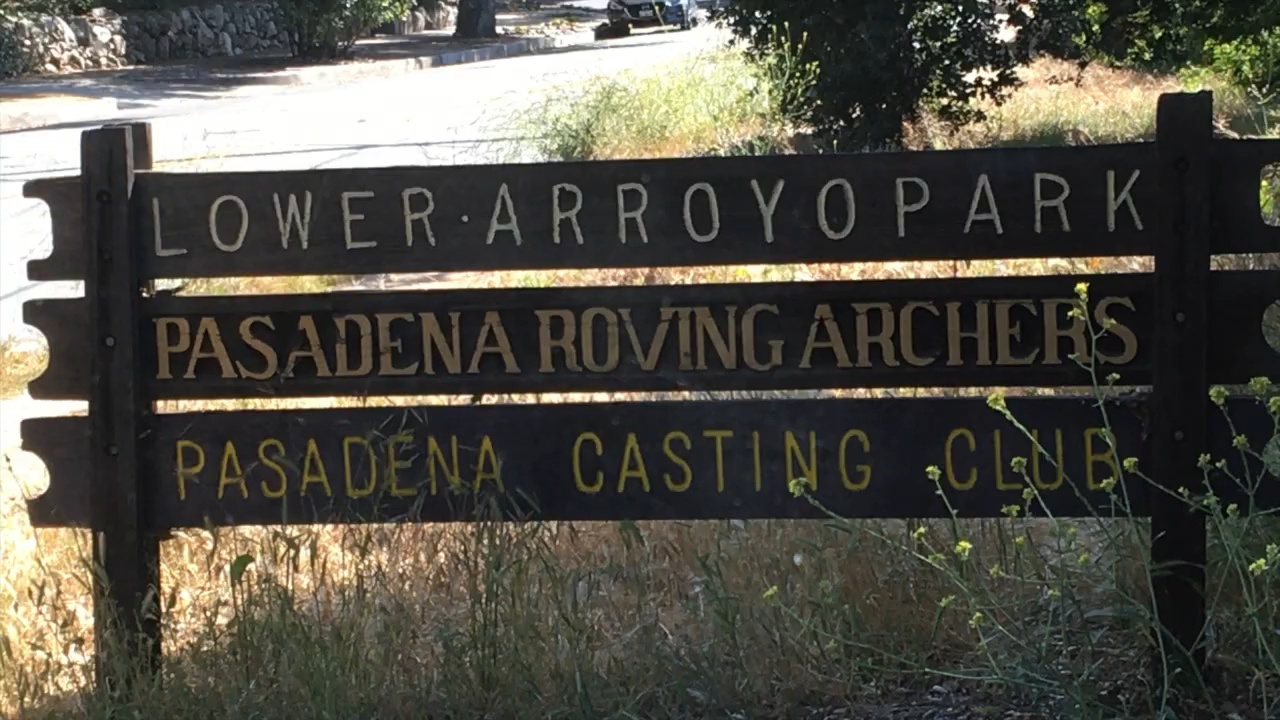 LOWER·ARROYO PARK
PASADENA ROVING ARCHERS
PASADENA CASTING CLUB